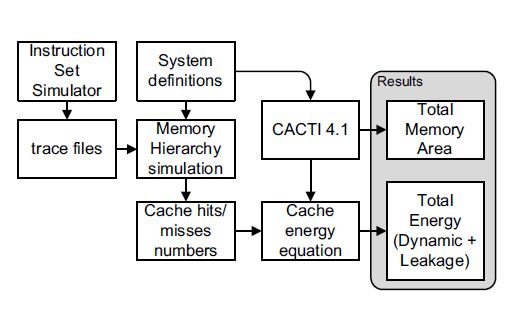 Instruction
Set
Simulator
System
definitions
Results
trace files
Memory
Hierarchy
simulation
CACTI 4.1
Total
Memory
Area
Cache hits/
misses
numbers
Cache
energy
equation
Total
Energy
(Dynamic +
Leakage)